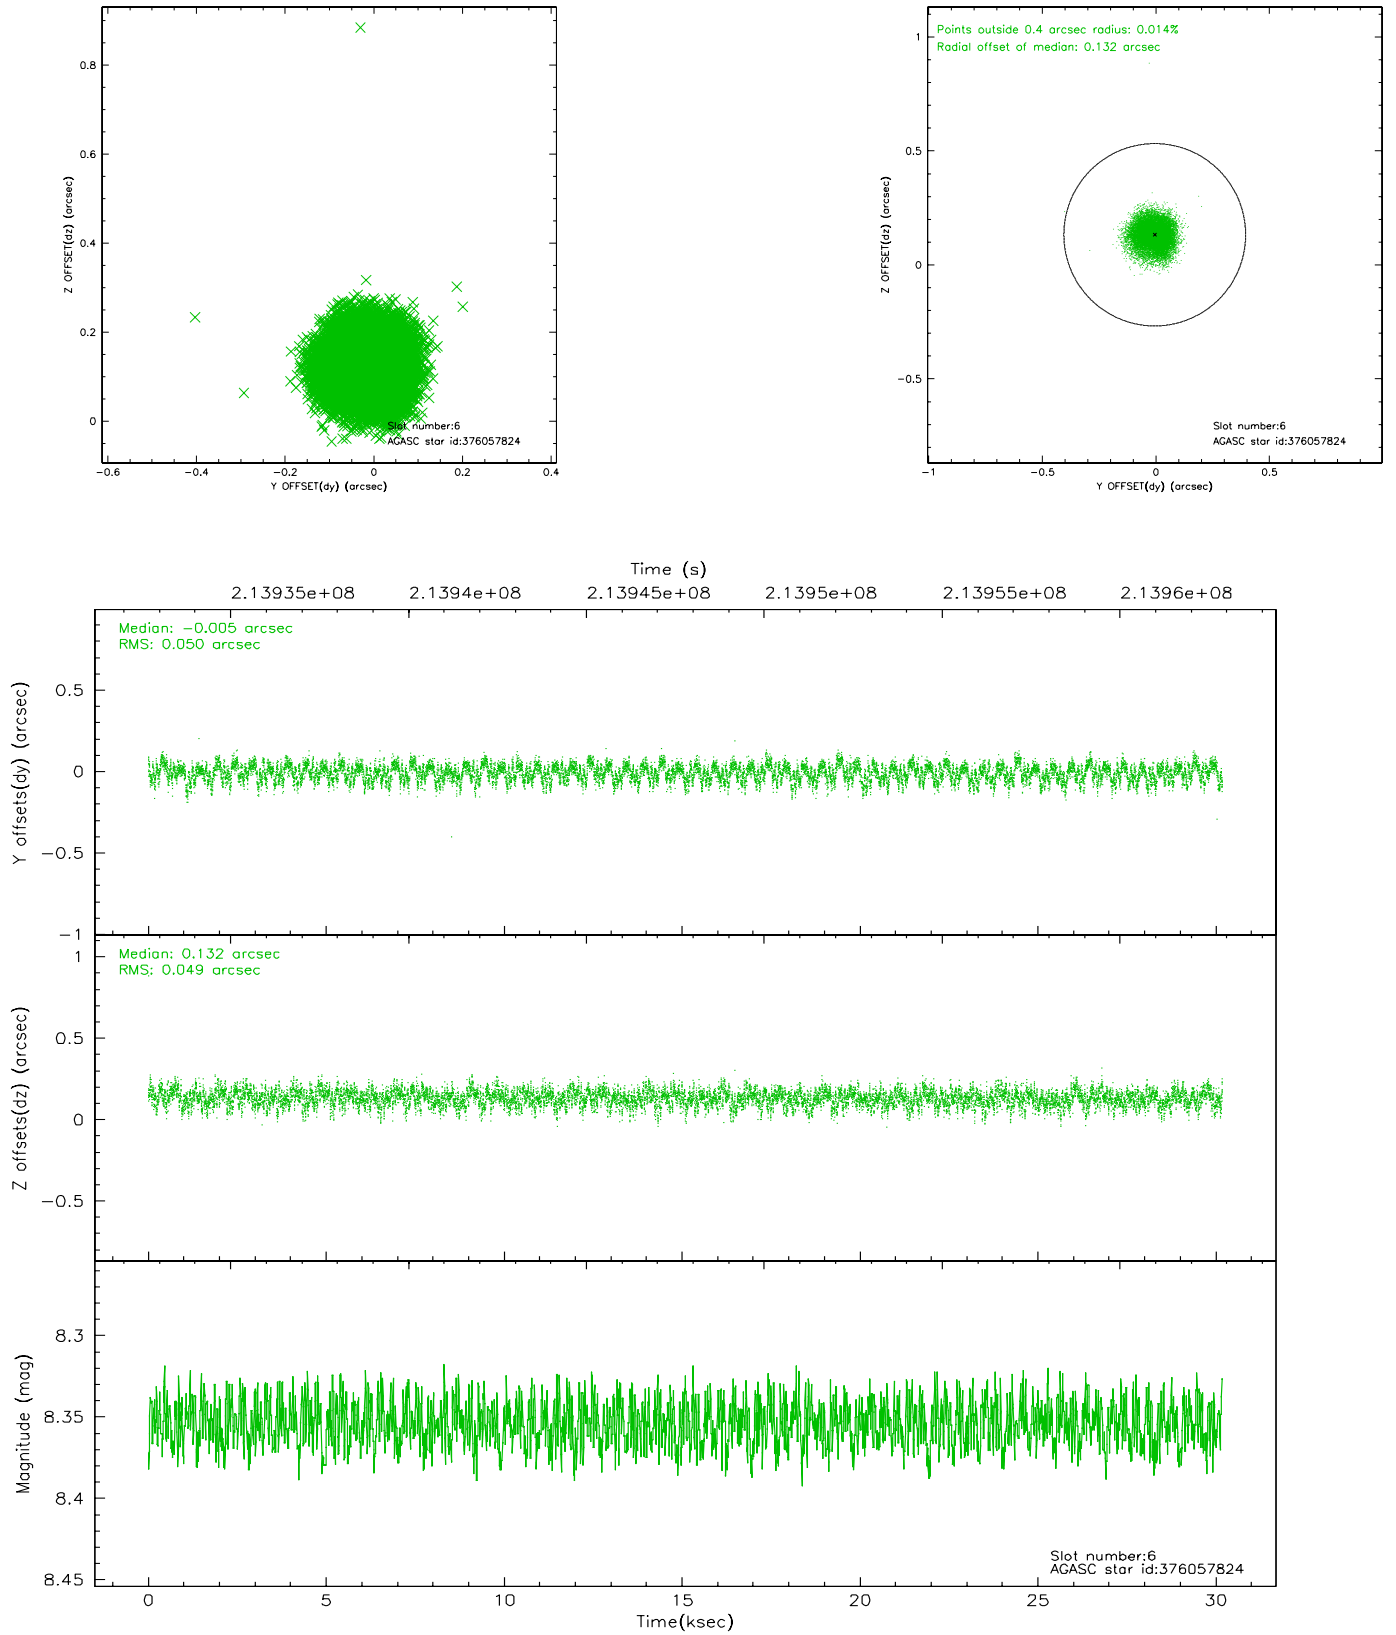 0.8
0.6
0.4
0.2
0
Z OFFSET(dz) (arcsec)
Slot number:6
AGASC star id:376057824
−0.6 −0.4 −0.2 0 0.2 0.4
Y OFFSET(dy) (arcsec)
Points outside 0.4 arcsec radius: 0.014%
Radial offset of median: 0.132 arcsec
1
0.5
0
−0.5
Z OFFSET(dz) (arcsec)
Slot number:6
AGASC star id:376057824
−1 −0.5 0 0.5
Y OFFSET(dy) (arcsec)
Time (s)
2.13935e+08 2.1394e+08 2.13945e+08 2.1395e+08 2.13955e+08 2.1396e+08
Median: −0.005 arcsec
RMS: 0.050 arcsec
0.5
0
−0.5
−1
Y offsets(dy) (arcsec)
Median: 0.132 arcsec
RMS: 0.049 arcsec
1
0.5
0
−0.5
Z offsets(dz) (arcsec)
8.3
8.35
8.4
8.45
Magnitude (mag)
Slot number:6
AGASC star id:376057824
0 5 10 15 20 25 30
Time(ksec)